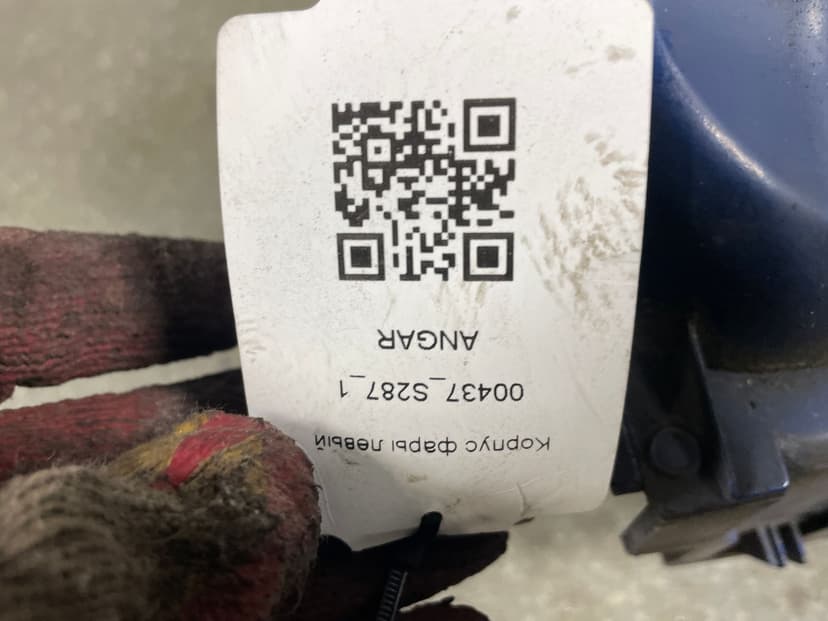 Корпус фары левый
00437_S287_1
ANGAR